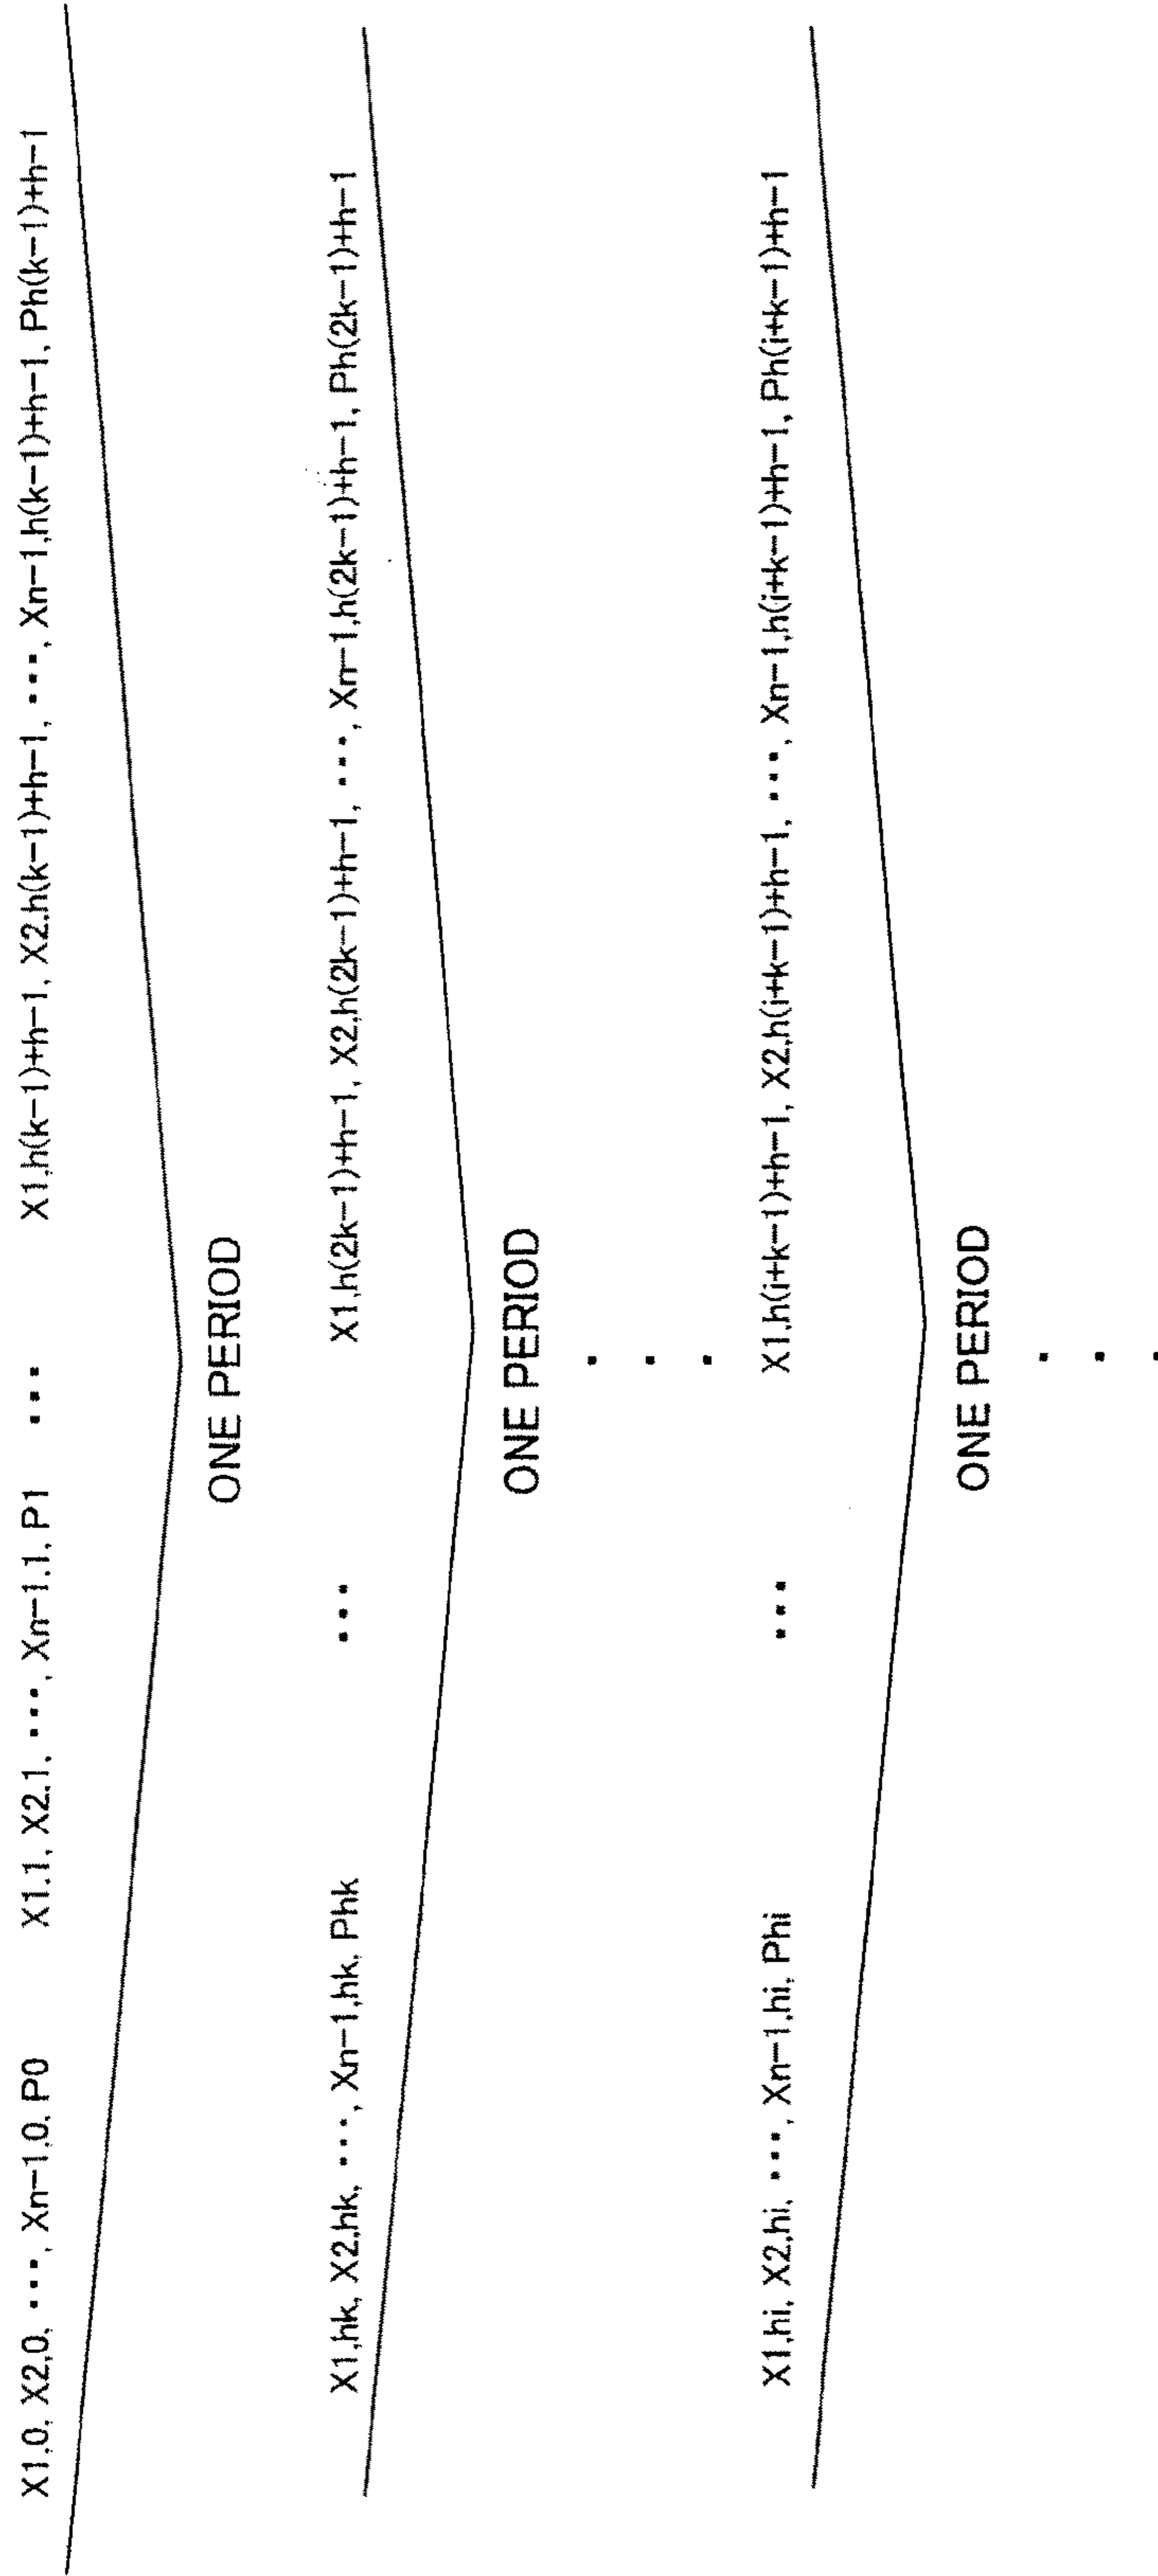 X1,0, X2,0, ···, Xn−1,0, P0 X1,1, X2,1, ···, Xn−1,1, P1 ··· X1,h(k−1)+h−1, X2,h(k−1)+h−1, ···, Xn−1,h(k−1)+h−1, Ph(k−1)+h−1
ONE PERIOD
X1,hk, X2,hk, ···, Xn−1,hk, Phk ··· X1,h(2k−1)+h−1, X2,h(2k−1)+h−1, ···, Xn−1,h(2k−1)+h−1, Ph(2k−1)+h−1
ONE PERIOD
···
X1,hi, X2,hi, ···, Xn−1,hi, Phi ··· X1,h(i+k−1)+h−1, X2,h(i+k−1)+h−1, ···, Xn−1,h(i+k−1)+h−1, Ph(i+k−1)+h−1
ONE PERIOD
···